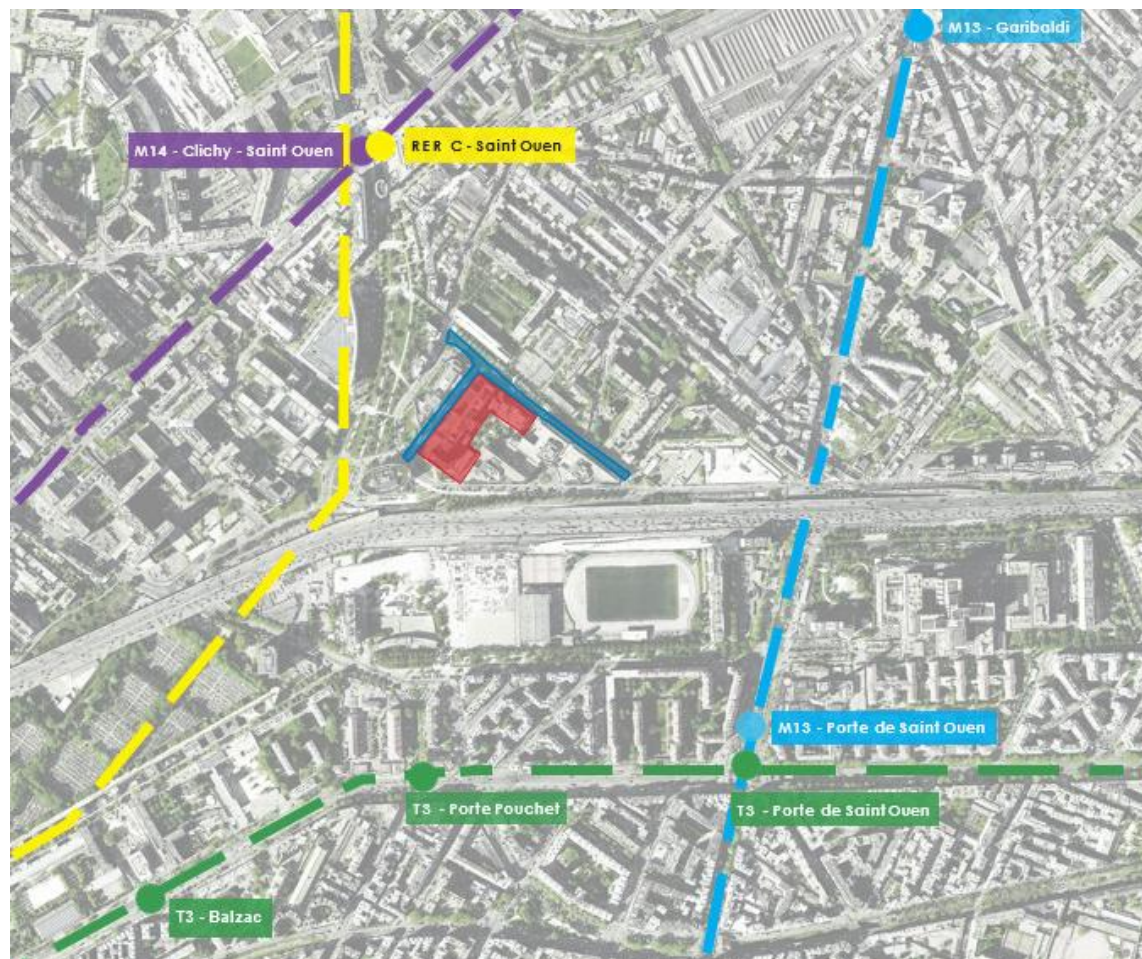 M13 - Garibaldi
M14 - Clichy - Saint Ouen
RER C - Saint Ouen
M13 - Porte de Saint Ouen
T3 - Porte Pouchet
T3 - Porte de Saint Ouen
T3 - Balzac